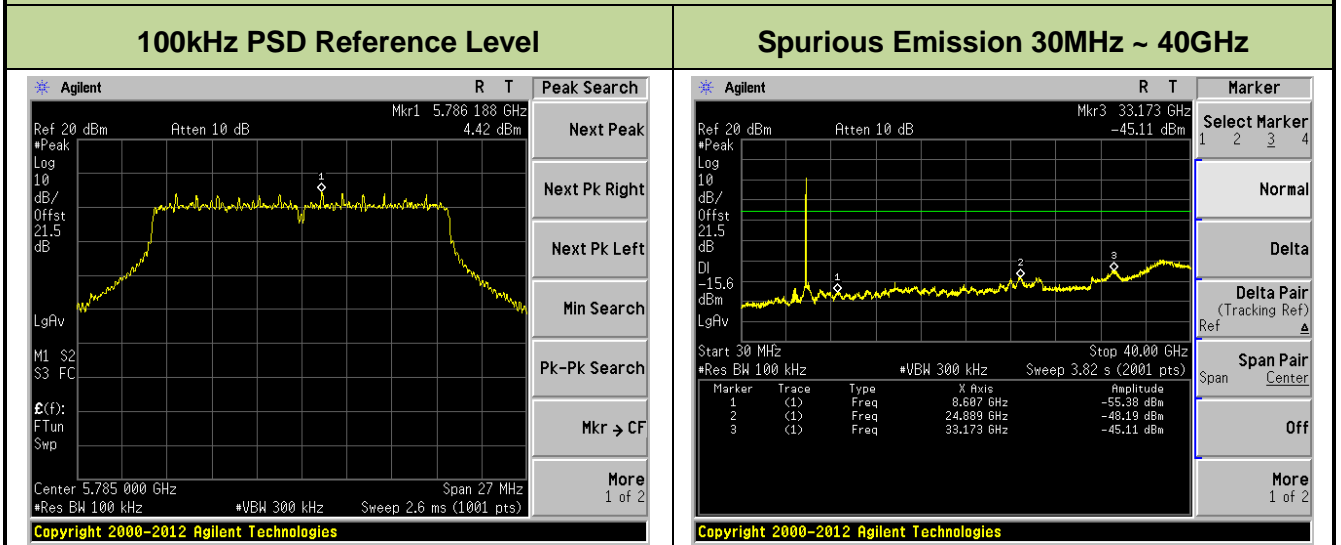 100kHz PSD Reference Level
Agilent R T
Peak Search
Mkr1 5.786 188 GHz
Ref 20 dBm Atten 10 dB 4.42 dBm
#Peak
Log
10
dB/
Offst
21.5
dB
LgAv
M1 S2
S3 FC
£(f):
FTun
Swp
1
Center 5.785 000 GHz Span 27 MHz
#Res BW 100 kHz #VBW 300 kHz Sweep 2.6 ms (1001 pts)
Next Peak
Next Pk Right
Next Pk Left
Min Search
Pk-Pk Search
Mkr → CF
More
1 of 2
Copyright 2000-2012 Agilent Technologies
Spurious Emission 30MHz ~ 40GHz
Agilent R T
Marker
Mkr3 33.173 GHz
Ref 20 dBm Atten 10 dB -45.11 dBm
#Peak
Log
10
dB/
Offst
21.5
dB
DI
-15.6
dBm
LgAv
1
2
3
Start 30 MHz Stop 40.00 GHz
#Res BW 100 kHz #VBW 300 kHz Sweep 3.82 s (2001 pts)
Marker Trace Type X Axis Amplitude
1 (1) Freq 8.607 GHz -55.38 dBm
2 (1) Freq 24.889 GHz -48.19 dBm
3 (1) Freq 33.173 GHz -45.11 dBm
Select Marker
1 2 3 4
Normal
Delta
Delta Pair
(Tracking Ref)
Ref Δ
Span Pair
Span Center
Off
More
1 of 2
Copyright 2000-2012 Agilent Technologies